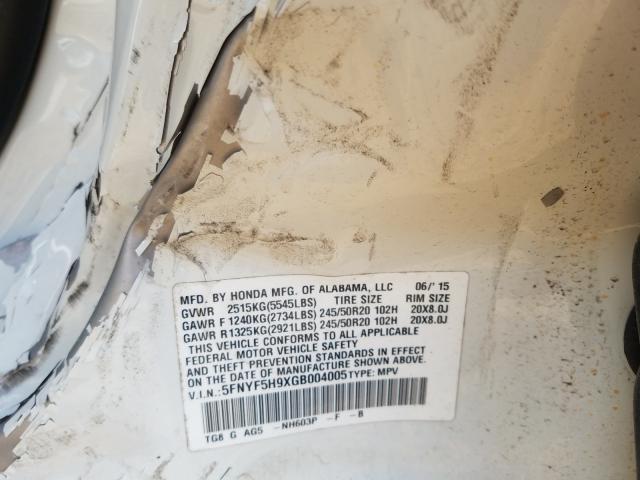 MFD. BY HONDA MFG. OF ALABAMA, LLC 06/'15
GVWR 2515KG(5545LBS) TIRE SIZE RIM SIZE
GAWR F 1240KG(2734LBS) 245/50R20 102H 20X8.0J
GAWR R1325KG(2921LBS) 245/50R20 102H 20X8.0J
THIS VEHICLE CONFORMS TO ALL APPLICABLE
FEDERAL MOTOR VEHICLE SAFETY
AND THEFT PREVENTION STANDARDS IN EFFECT
ON THE DATE OF MANUFACTURE SHOWN ABOVE.
V.I.N.:5FNYF5H9XGB004005 TYPE: MPV
TG8 G AG5 -NH603P -F -B